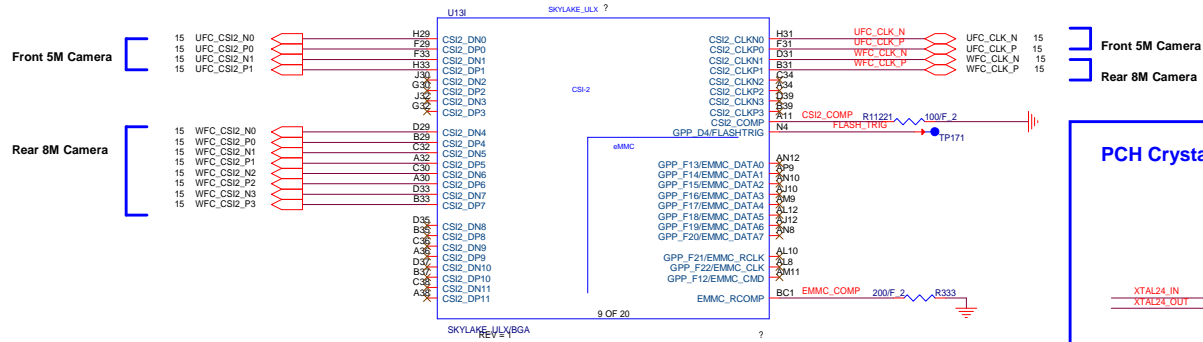 U13I
SKYLAKE_ULX ?
Front 5M Camera
15 UFC_CSI2_N0 H29 CSI2_DN0
15 UFC_CSI2_P0 F29 CSI2_DP0
15 UFC_CSI2_N1 F33 CSI2_DN1
15 UFC_CSI2_P1 H33 CSI2_DP1
J30 CSI2_DN2
G30 CSI2_DP2
J32 CSI2_DN3
G32 CSI2_DP3
Rear 8M Camera
15 WFC_CSI2_N0 D29 CSI2_DN4
15 WFC_CSI2_P0 B29 CSI2_DP4
15 WFC_CSI2_N1 C32 CSI2_DN5
15 WFC_CSI2_P1 A32 CSI2_DP5
15 WFC_CSI2_N2 C30 CSI2_DN6
15 WFC_CSI2_P2 A30 CSI2_DP6
15 WFC_CSI2_N3 D33 CSI2_DN7
15 WFC_CSI2_P3 B33 CSI2_DP7
D35 CSI2_DN8
B35 CSI2_DP8
C36 CSI2_DN9
A36 CSI2_DP9
D37 CSI2_DN10
B37 CSI2_DP10
C38 CSI2_DN11
A38 CSI2_DP11
CSI-2
eMMC
CSI2_CLKN0 H31 UFC_CLK_N UFC_CLK_N 15
CSI2_CLKP0 F31 UFC_CLK_P UFC_CLK_P 15
CSI2_CLKN1 D31 WFC_CLK_N WFC_CLK_N 15
CSI2_CLKP1 B31 WFC_CLK_P WFC_CLK_P 15
Front 5M Camera
Rear 8M Camera
CSI2_CLKN2 C34
CSI2_CLKP2 A34
CSI2_CLKN3 D39
CSI2_CLKP3 B39
CSI2_COMP A11 CSI2_COMP R11221 100/F_2
GPP_D4/FLASHTRIG N4 FLASH_TRIG TP171
GPP_F13/EMMC_DATA0 AN12
GPP_F14/EMMC_DATA1 AP9
GPP_F15/EMMC_DATA2 AN10
GPP_F16/EMMC_DATA3 AJ10
GPP_F17/EMMC_DATA4 AM9
GPP_F18/EMMC_DATA5 AL12
GPP_F19/EMMC_DATA6 AJ12
GPP_F20/EMMC_DATA7 AN8
GPP_F21/EMMC_RCLK AL10
GPP_F22/EMMC_CLK AL8
GPP_F12/EMMC_CMD AM11
EMMC_RCOMP BC1 EMMC_COMP 200/F_2 R333
9 OF 20
SKYLAKE_ULX/BGA
REV = 1 ?
PCH Crysta
XTAL24_IN
XTAL24_OUT